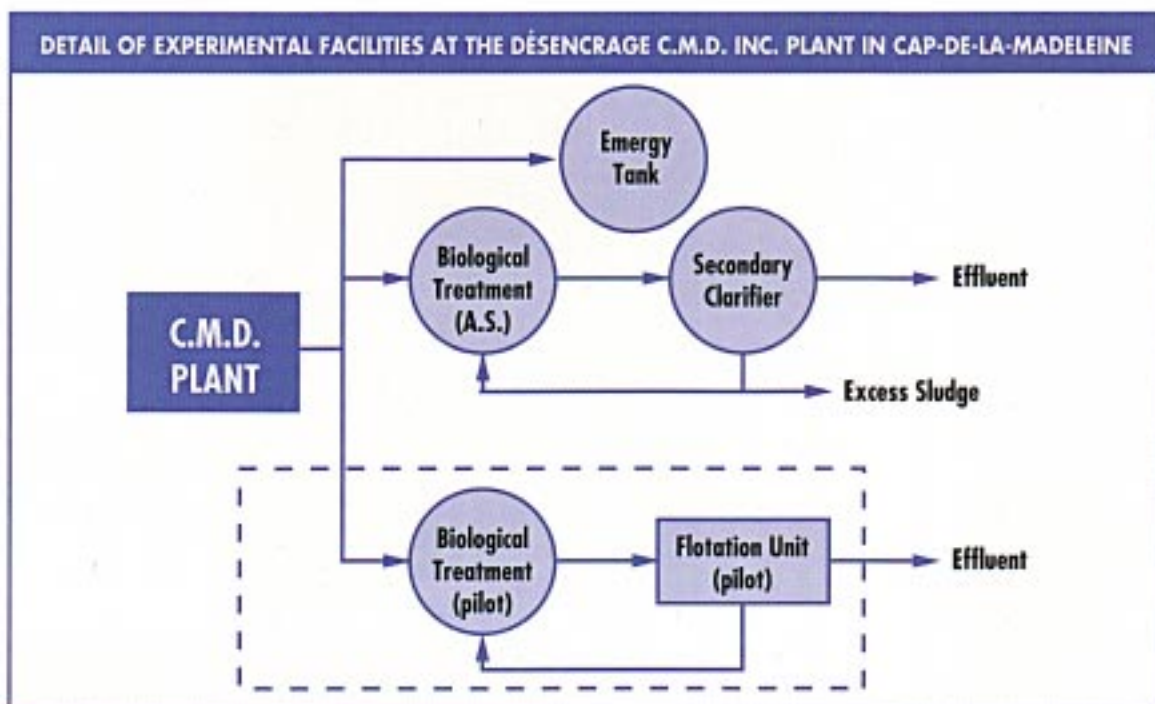 DETAIL OF EXPERIMENTAL FACILITIES AT THE DÉSENCRAGE C.M.D. INC. PLANT IN CAP-DE-LA-MADELEINE
Emergy
Tank
Biological
Treatment
(A.S.)
Secondary
Clarifier
Effluent
C.M.D.
PLANT
Excess Sludge
Biological
Treatment
(pilot)
Flotation Unit
(pilot)
Effluent